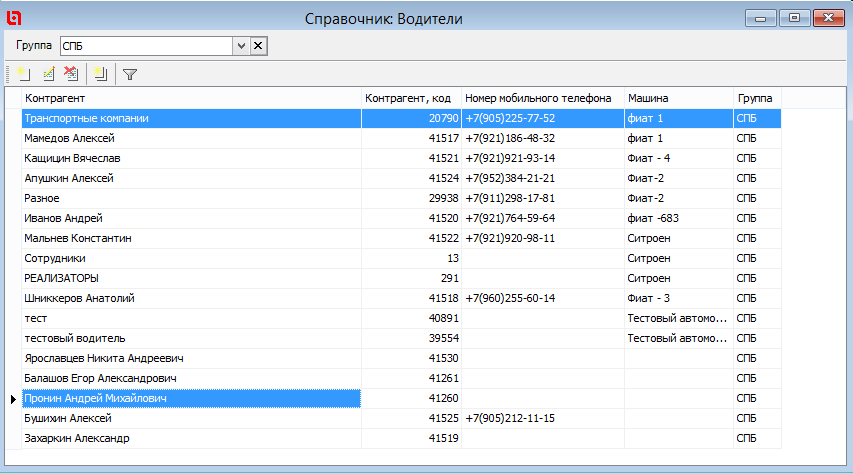 Справочник: Водители
Группа СПБ
Контрагент Контрагент, код Номер мобильного телефона Машина Группа
Транспортные компании 20790 +7(905)225-77-52 фиат 1 СПБ
Мамедов Алексей 41517 +7(921)186-48-32 фиат 1 СПБ
Кащицин Вячеслав 41521 +7(921)921-93-14 Фиат - 4 СПБ
Апушкин Алексей 41524 +7(952)384-21-21 Фиат-2 СПБ
Разное 29938 +7(911)298-17-81 Фиат-2 СПБ
Иванов Андрей 41520 +7(921)764-59-64 фиат -683 СПБ
Мальнев Константин 41522 +7(921)920-98-11 Ситроен СПБ
Сотрудники 13 Ситроен СПБ
РЕАЛИЗАТОРЫ 291 Ситроен СПБ
Шниккеров Анатолий 41518 +7(960)255-60-14 Фиат - 3 СПБ
тест 40891 Тестовый автомо... СПБ
тестовый водитель 39554 Тестовый автомо... СПБ
Ярославцев Никита Андреевич 41530 СПБ
Балашов Егор Александрович 41261 СПБ
Пронин Андрей Михайлович 41260 СПБ
Бушихин Алексей 41525 +7(905)212-11-15 СПБ
Захаркин Александр 41519 СПБ